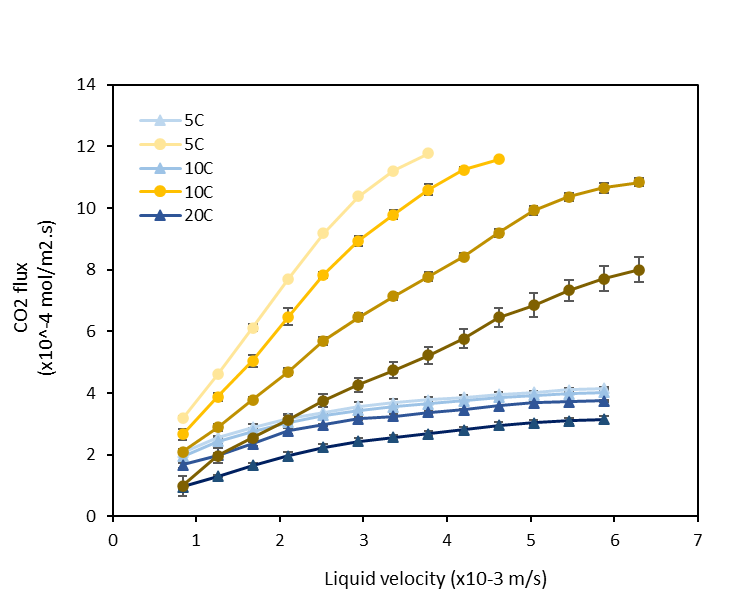 14
12
10
8
6
4
2
0
0 1 2 3 4 5 6 7
5C
5C
10C
10C
20C
CO2 flux
(x10^-4 mol/m2.s)
Liquid velocity (x10-3 m/s)